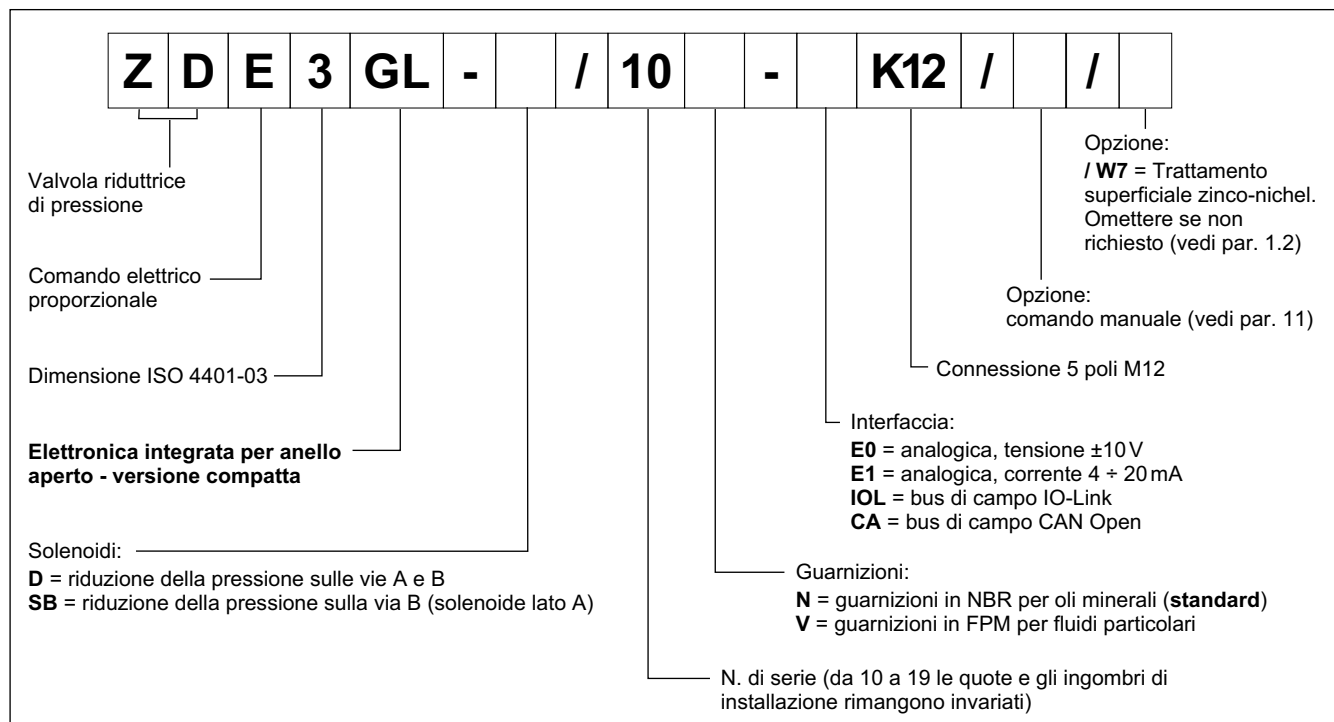 Z D E 3 GL - / 10 - K12 / /
Valvola riduttrice
di pressione
Comando elettrico
proporzionale
Dimensione ISO 4401-03
Elettronica integrata per anello
aperto - versione compatta
Solenoidi:
D = riduzione della pressione sulle vie A e B
SB = riduzione della pressione sulla via B (solenoide lato A)
Opzione:
/ W7 = Trattamento
superficiale zinco-nichel.
Omettere se non
richiesto (vedi par. 1.2)
Opzione:
comando manuale (vedi par. 11)
Connessione 5 poli M12
Interfaccia:
E0 = analogica, tensione ±10 V
E1 = analogica, corrente 4 ÷ 20 mA
IOL = bus di campo IO-Link
CA = bus di campo CAN Open
Guarnizioni:
N = guarnizioni in NBR per oli minerali (standard)
V = guarnizioni in FPM per fluidi particolari
N. di serie (da 10 a 19 le quote e gli ingombri di
installazione rimangono invariati)